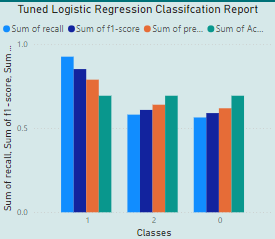 Tuned Logistic Regression Classifcation Report
Sum of recall Sum of f1-score Sum of pre... Sum of Ac...
Sum of recall, Sum of f1-score, Sum ...
1.0
0.5
0.0
1 2 0
Classes